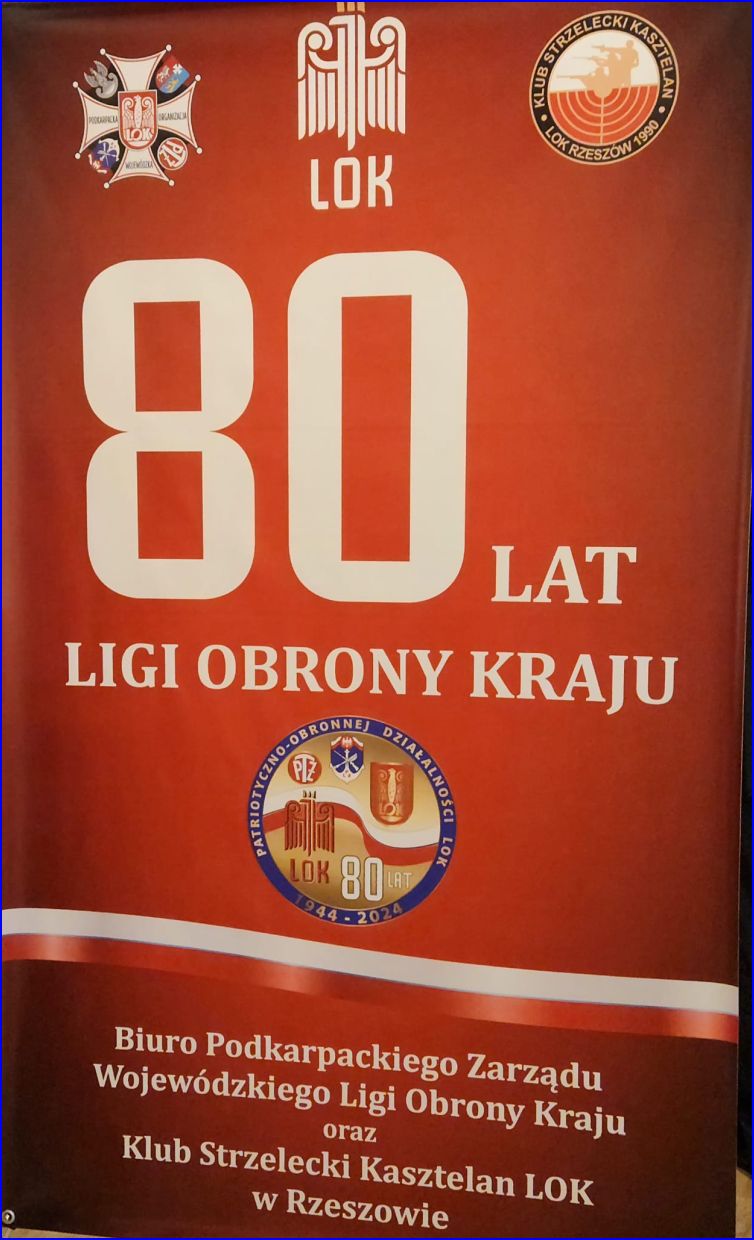 PODKARPACKA
ORGANIZACJA
LOK
WOJEWÓDZKA
LOK
KLUB STRZELECKI KASZTELAN
LOK RZESZÓW 1990
80 LAT
LIGI OBRONY KRAJU
PATRIOTYCZNO-OBRONNEJ DZIAŁALNOŚCI LOK
PTŻ
LOK
LOK
80 LAT
1944 - 2024
Biuro Podkarpackiego Zarządu
Wojewódzkiego Ligi Obrony Kraju
oraz
Klub Strzelecki Kasztelan LOK
w Rzeszowie